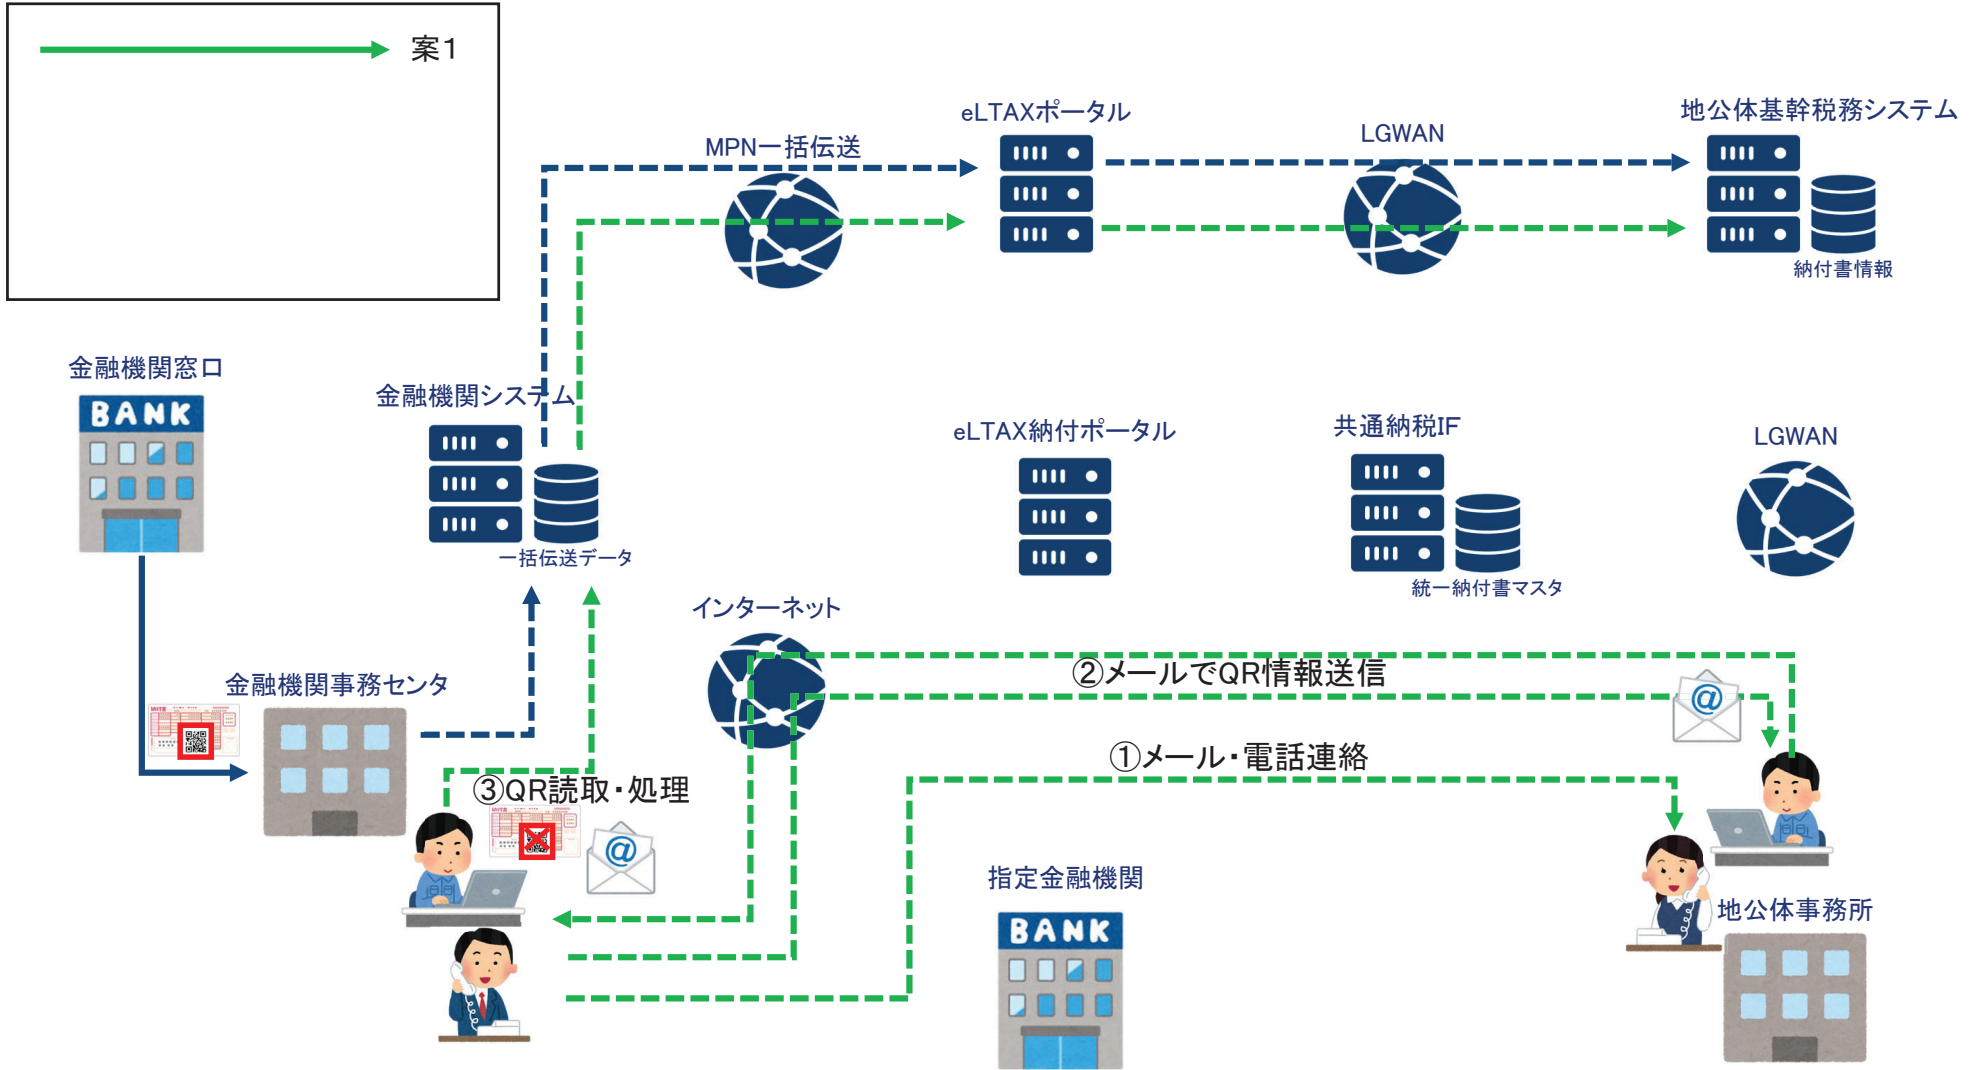 案1
eLTAXポータル
地公体基幹税務システム
MPN一括伝送
LGWAN
納付書情報
金融機関窓口
BANK
金融機関システム
一括伝送データ
eLTAX納付ポータル
共通納税IF
統一納付書マスタ
LGWAN
インターネット
金融機関事務センタ
②メールでQR情報送信
@
①メール・電話連絡
③QR読取・処理
@
指定金融機関
BANK
地公体事務所